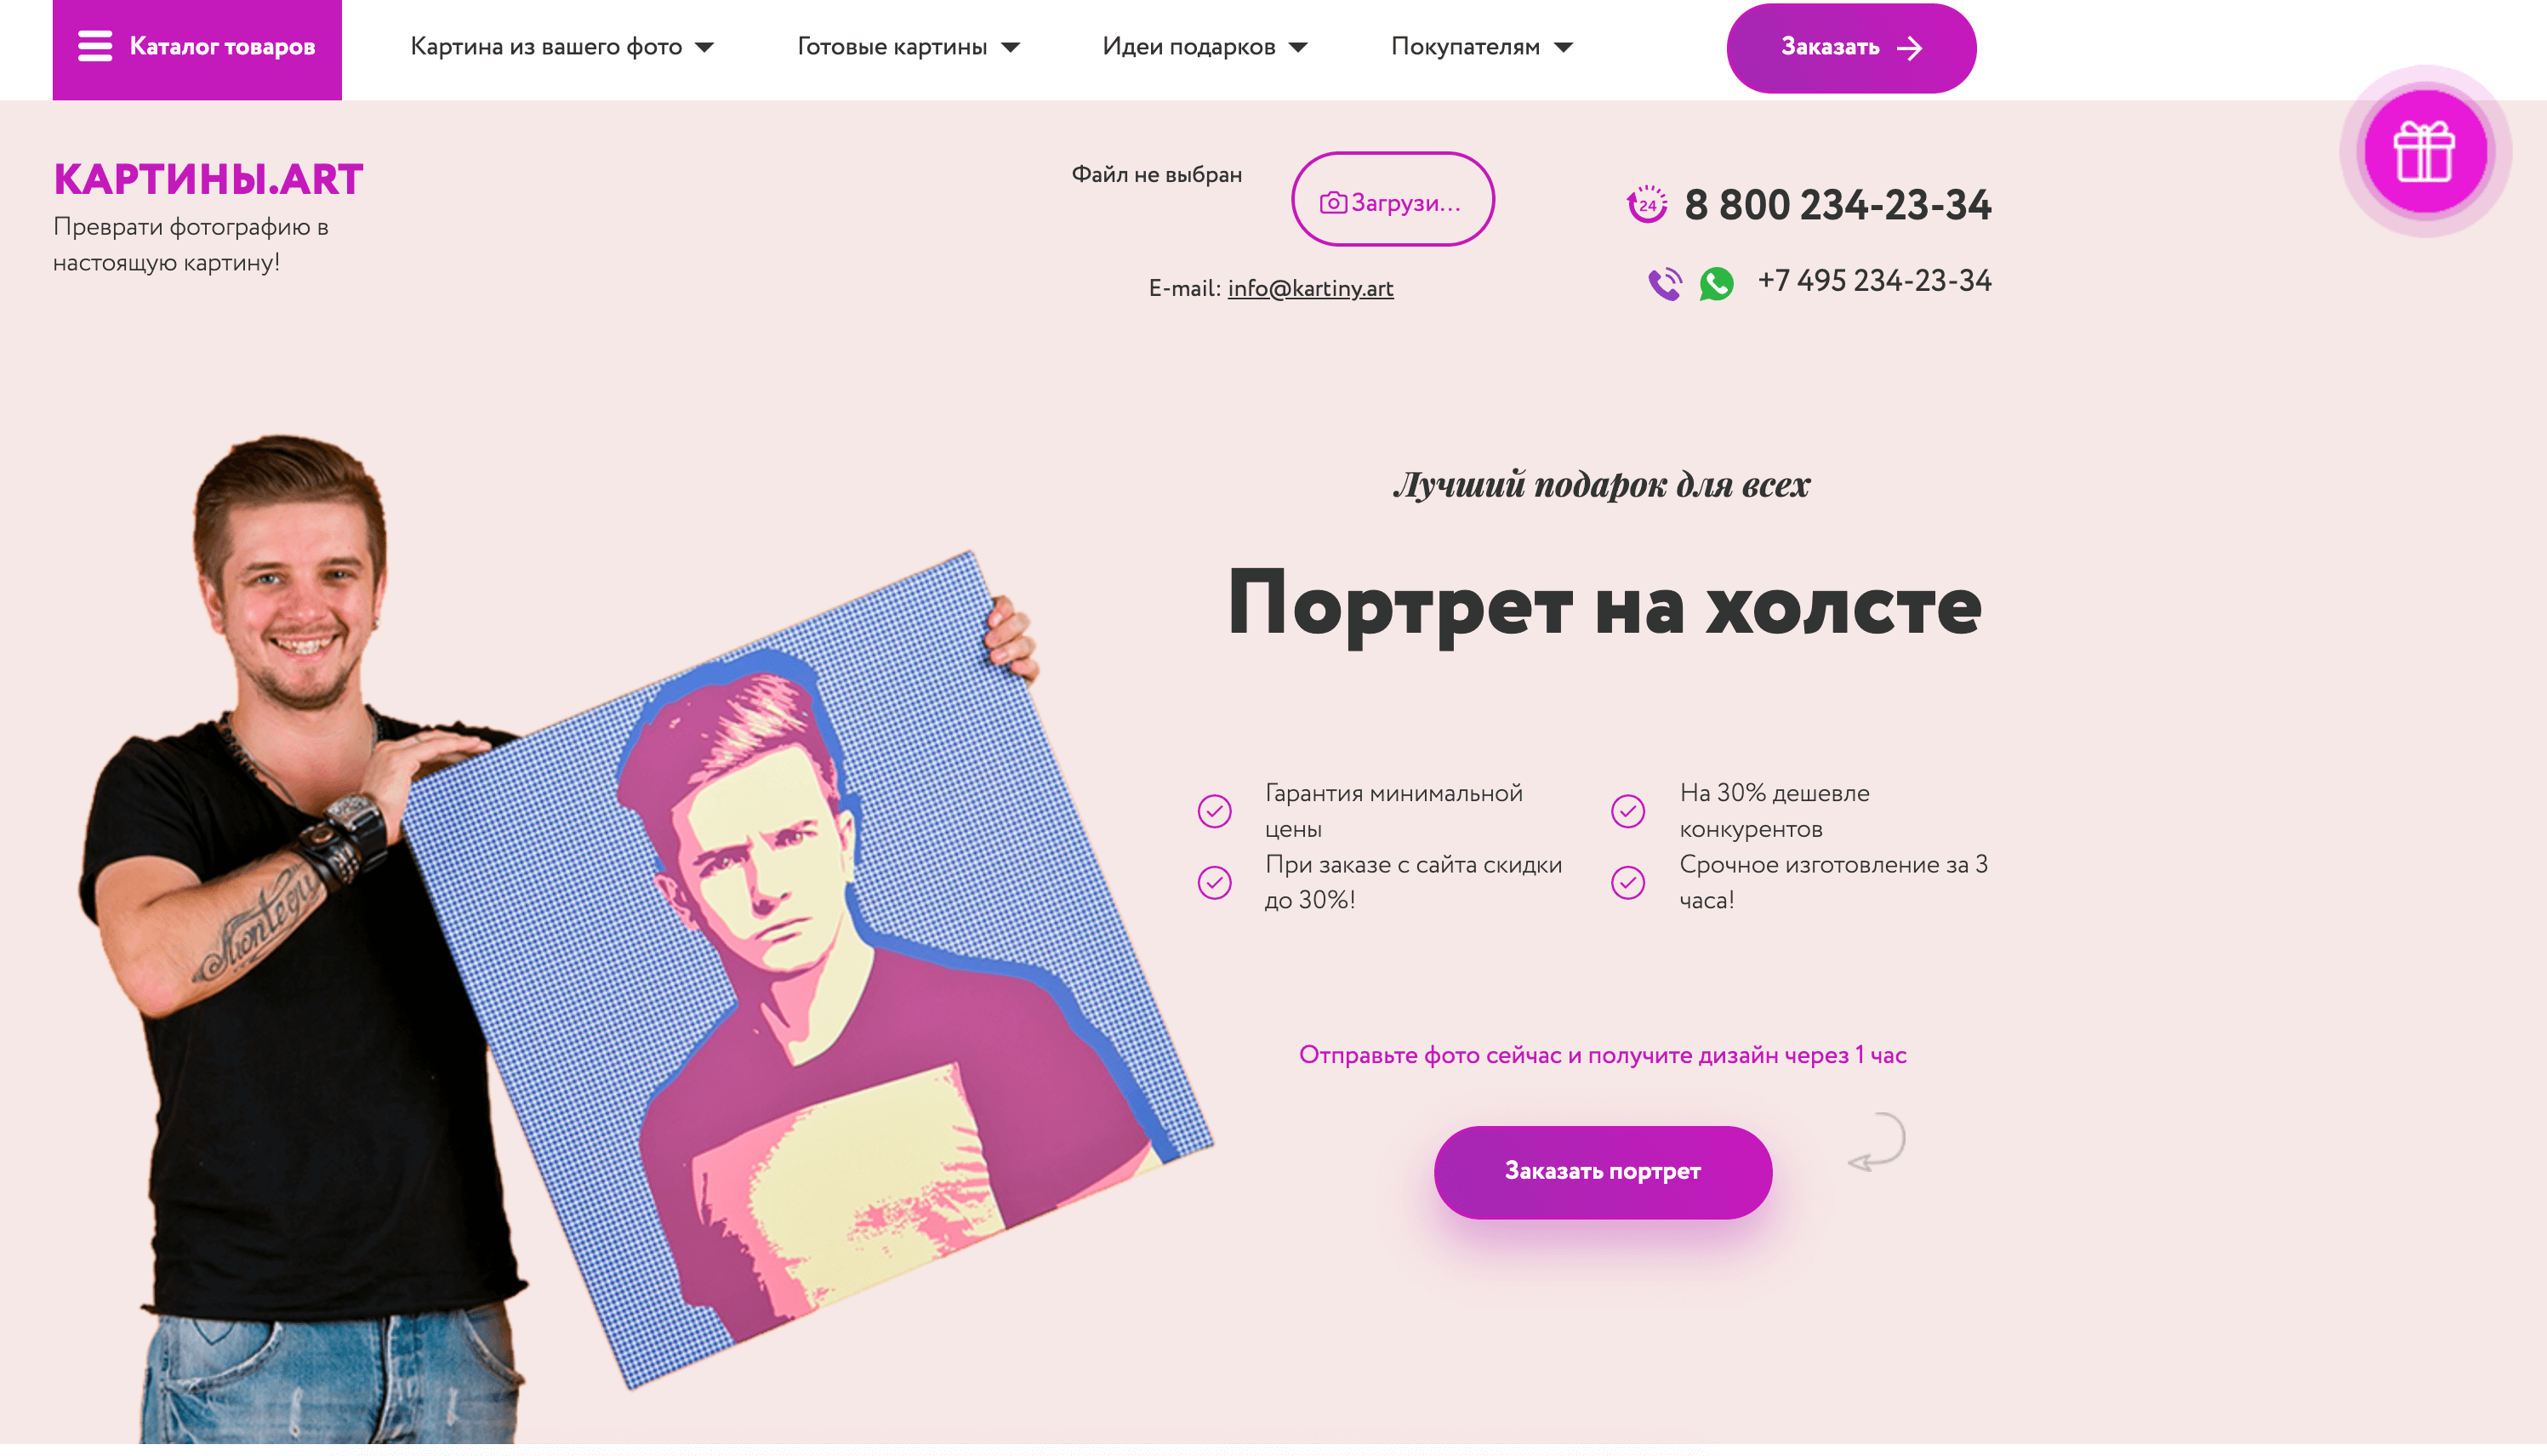 Каталог товаров
Картина из вашего фото
Готовые картины
Идеи подарков
Покупателям
Заказать
КАРТИНЫ.ART
Преврати фотографию в
настоящую картину!
Файл не выбран
Загрузи...
E-mail: info@kartiny.art
24
8 800 234-23-34
+7 495 234-23-34
Лучший подарок для всех
Портрет на холсте
Гарантия минимальной
цены
На 30% дешевле
конкурентов
При заказе с сайта скидки
до 30%!
Срочное изготовление за 3
часа!
Отправьте фото сейчас и получите дизайн через 1 час
Заказать портрет